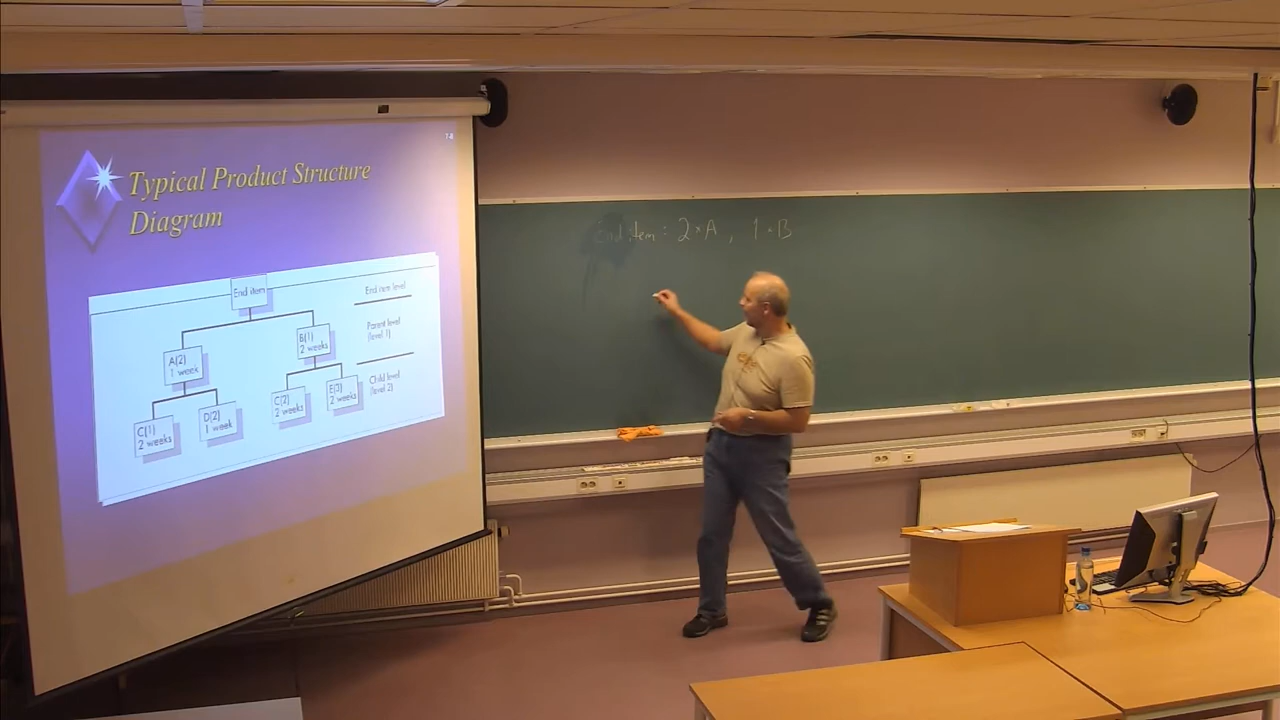 7-8
Typical Product Structure
Diagram
End item
End item level
A(2)
1 week
B(1)
2 weeks
Parent level
(level 1)
C(1)
2 weeks
D(2)
1 week
C(2)
2 weeks
E(3)
2 weeks
Child level
(level 2)
End item : 2 × A , 1 × B